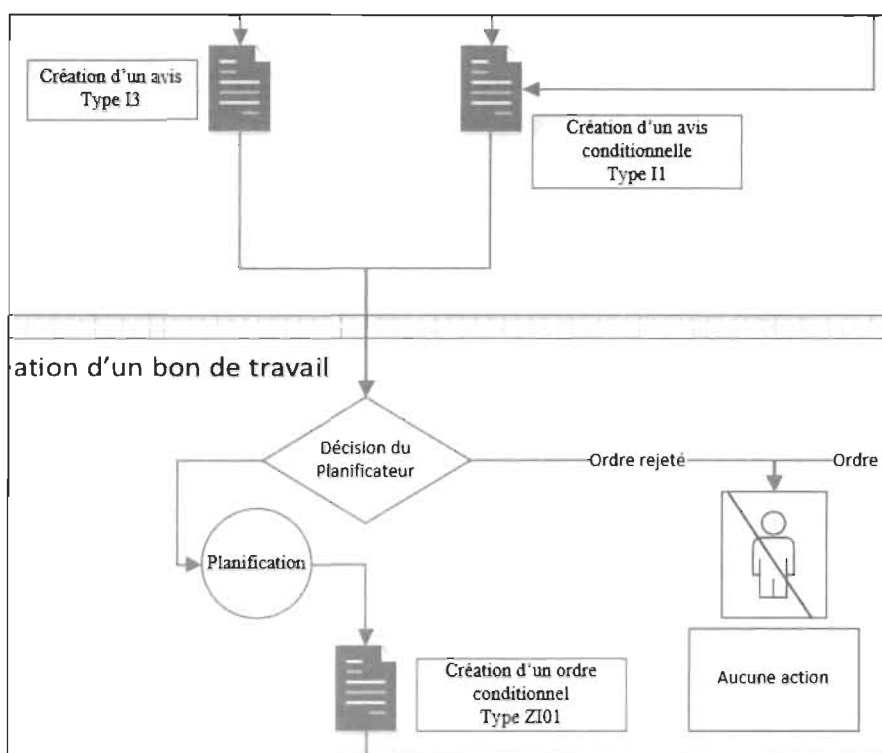 Création d'un avis
Type I3
Création d'un avis
conditionnelle
Type I1
ation d'un bon de travail
Décision du
Planificateur
Ordre rejeté
Ordre
Planification
Création d'un ordre
conditionnel
Type ZI01
Aucune action